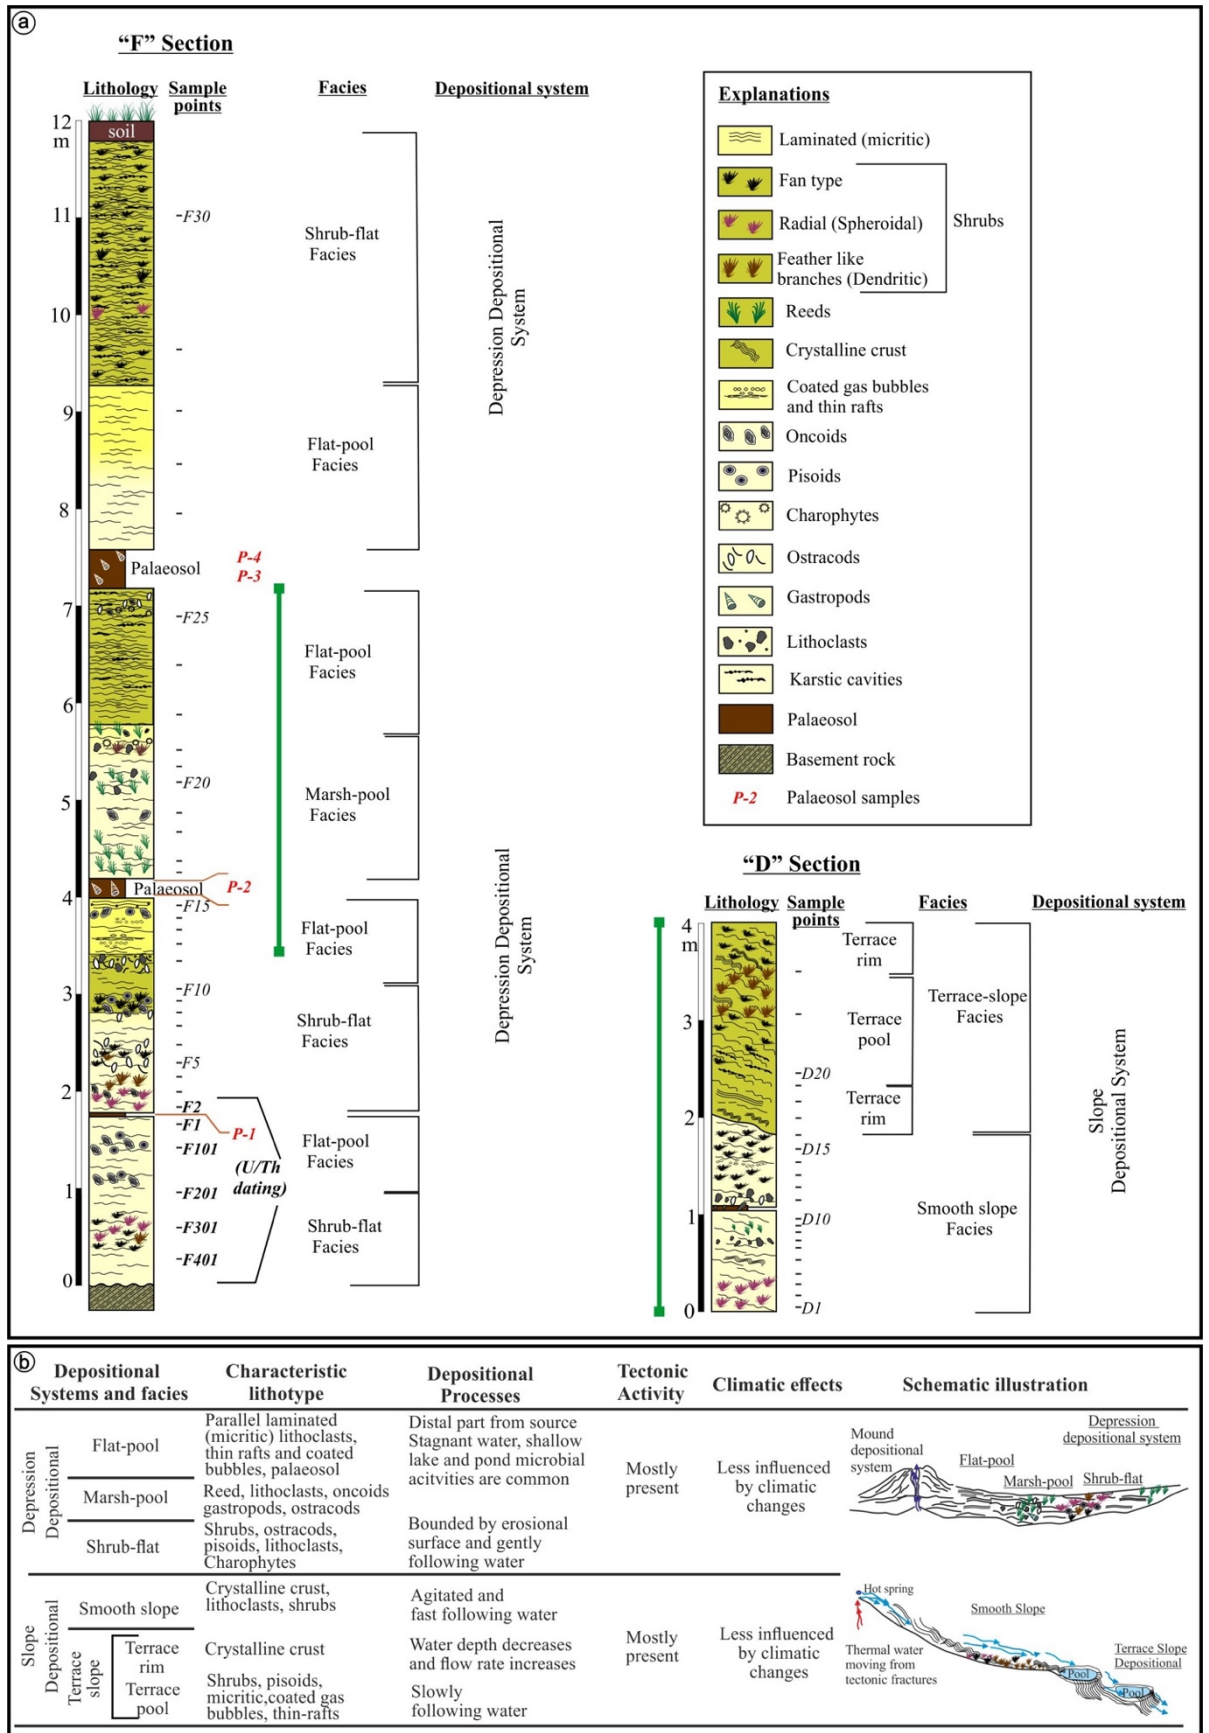 a
“F” Section
Lithology
Sample
points
Facies
Depositional system
12
m
11
10
9
8
7
6
5
4
3
2
1
0
soil
F30
Shrub-flat
Facies
Depression Depositional
System
Flat-pool
Facies
Palaeosol
P-4
P-3
F25
Flat-pool
Facies
F20
Marsh-pool
Facies
Palaeosol
P-2
F15
Flat-pool
Facies
Depression Depositional
System
F10
Shrub-flat
Facies
F5
F2
F1
P-1
F101
Flat-pool
Facies
(U/Th
dating)
F201
F301
Shrub-flat
Facies
F401
Explanations
Laminated (micritic)
Fan type
Radial (Spheroidal)
Shrubs
Feather like
branches (Dendritic)
Reeds
Crystalline crust
Coated gas bubbles
and thin rafts
Oncoids
Pisoids
Charophytes
Ostracods
Gastropods
Lithoclasts
Karstic cavities
Palaeosol
Basement rock
P-2 Palaeosol samples
“D” Section
Lithology
Sample
points
Facies
Depositional system
4
m
3
2
1
0
Terrace
rim
Terrace-slope
Facies
Terrace
pool
D20
Terrace
rim
D15
Slope
Depositional System
Smooth slope
Facies
D10
D1
b
Depositional
Systems and facies
Characteristic
lithotype
Depositional
Processes
Tectonic
Activity
Climatic effects
Schematic illustration
Depression
Depositional
Flat-pool
Parallel laminated
(micritic) lithoclasts,
thin rafts and coated
bubbles, palaeosol
Distal part from source
Stagnant water, shallow
lake and pond microbial
acitvities are common
Marsh-pool
Reed, lithoclasts, oncoids
gastropods, ostracods
Shrub-flat
Shrubs, ostracods,
pisoids, lithoclasts,
Charophytes
Bounded by erosional
surface and gently
following water
Mostly
present
Less influenced
by climatic
changes
Mound
depositional
system
Flat-pool
Marsh-pool
Shrub-flat
Depression
depositional system
Slope
Depositional
Smooth slope
Crystalline crust,
lithoclasts, shrubs
Agitated and
fast following water
Terrace
slope
Terrace
rim
Crystalline crust
Water depth decreases
and flow rate increases
Terrace
pool
Shrubs, pisoids,
micritic,coated gas
bubbles, thin-rafts
Slowly
following water
Mostly
present
Less influenced
by climatic
changes
Hot spring
Smooth Slope
Thermal water
moving from
tectonic fractures
Terrace Slope
Depositional
Pool
Pool